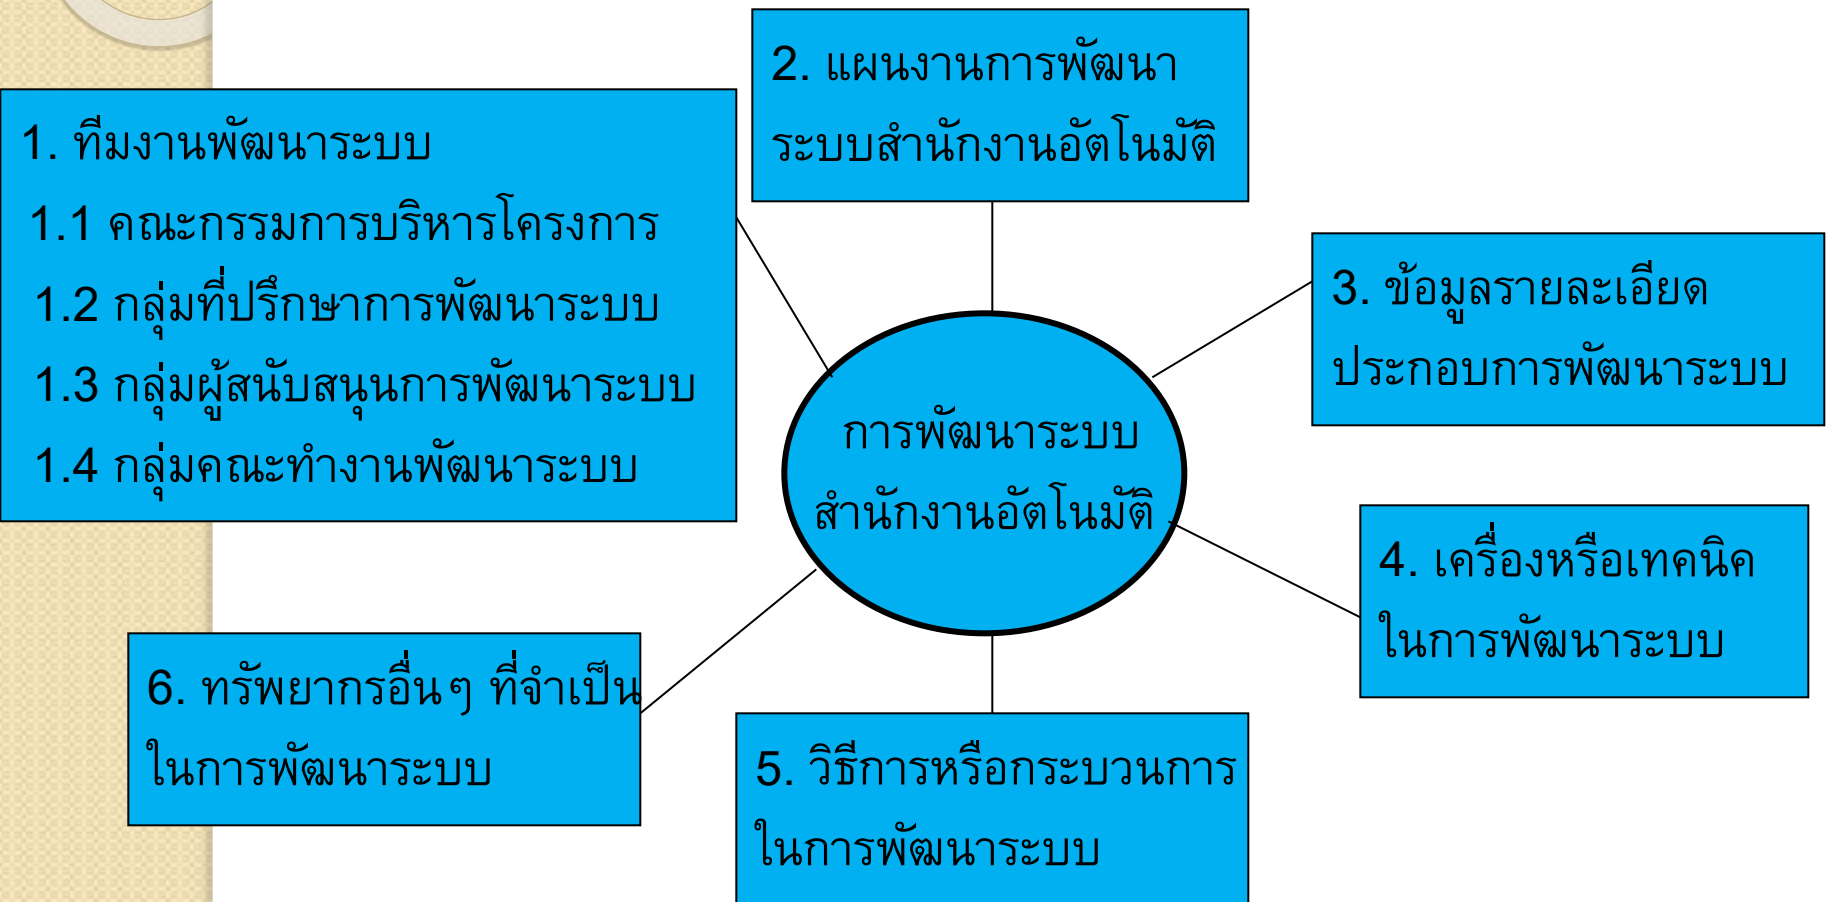 1. ทีมงานพัฒนาระบบ
1.1 คณะกรรมการบริหารโครงการ
1.2 กลุ่มที่ปรึกษาการพัฒนาระบบ
1.3 กลุ่มผู้สนับสนุนการพัฒนาระบบ
1.4 กลุ่มคณะทำงานพัฒนาระบบ
2. แผนงานการพัฒนา
ระบบสำนักงานอัตโนมัติ
3. ข้อมูลรายละเอียด
ประกอบการพัฒนาระบบ
การพัฒนาระบบ
สำนักงานอัตโนมัติ
4. เครื่องหรือเทคนิค
ในการพัฒนาระบบ
5. วิธีการหรือกระบวนการ
ในการพัฒนาระบบ
6. ทรัพยากรอื่นๆ ที่จำเป็น
ในการพัฒนาระบบ